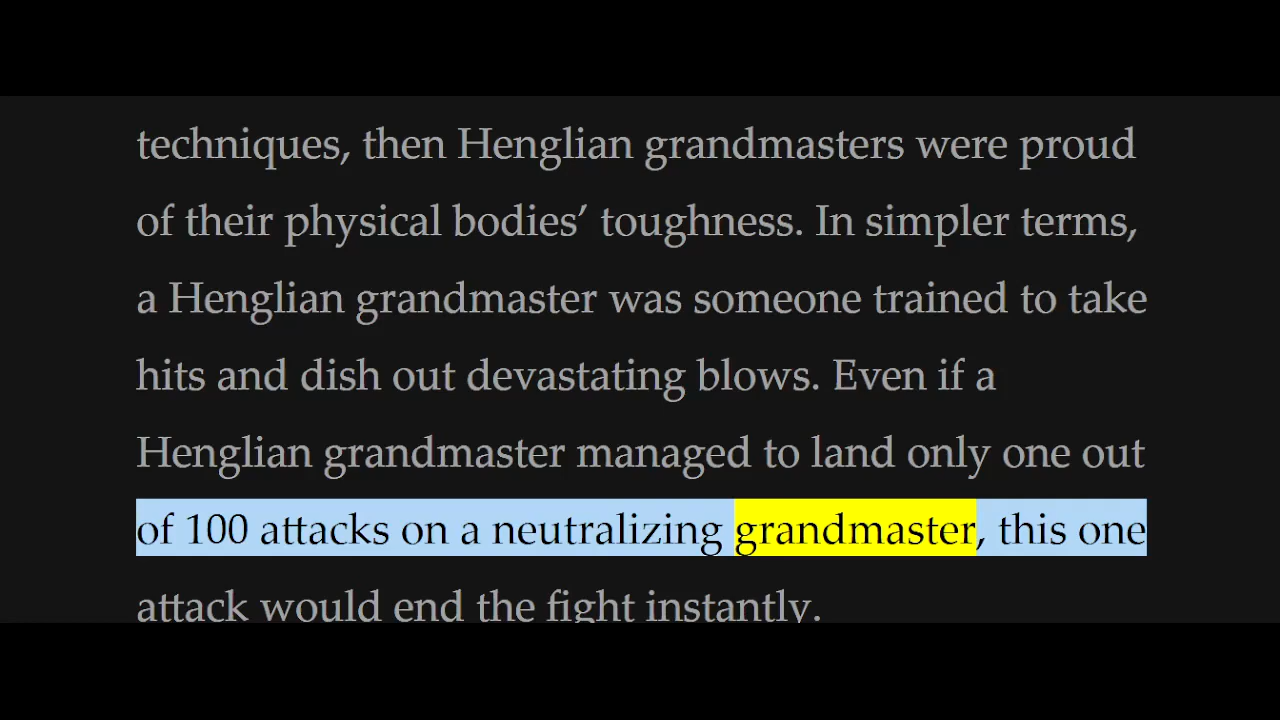 techniques, then Henglian grandmasters were proud
of their physical bodies’ toughness. In simpler terms,
a Henglian grandmaster was someone trained to take
hits and dish out devastating blows. Even if a
Henglian grandmaster managed to land only one out
of 100 attacks on a neutralizing grandmaster, this one
attack would end the fight instantly.